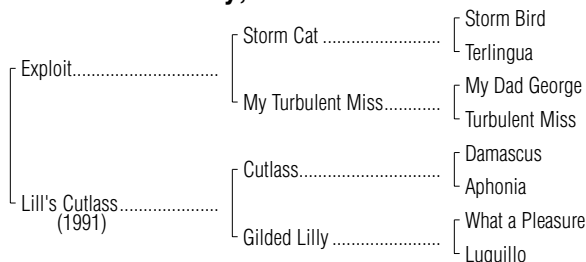 Storm Bird
Storm Cat ........................
Terlingua
Exploit..............................
My Dad George
My Turbulent Miss...........
Turbulent Miss
Damascus
Cutlass.............................
Aphonia
Lill's Cutlass....................
(1991)
What a Pleasure
Gilded Lilly ......................
Luquillo